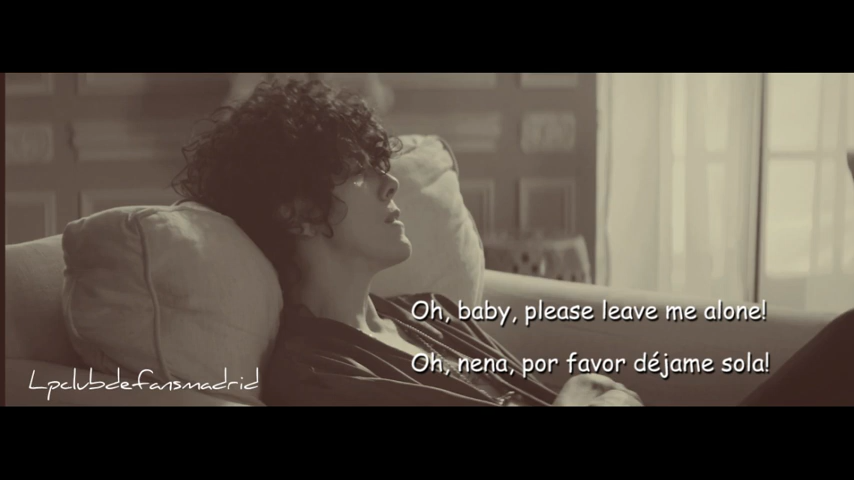 Oh, baby, please leave me alone!
Oh, nena, por favor déjame sola!
Lpclubdefansmadrid